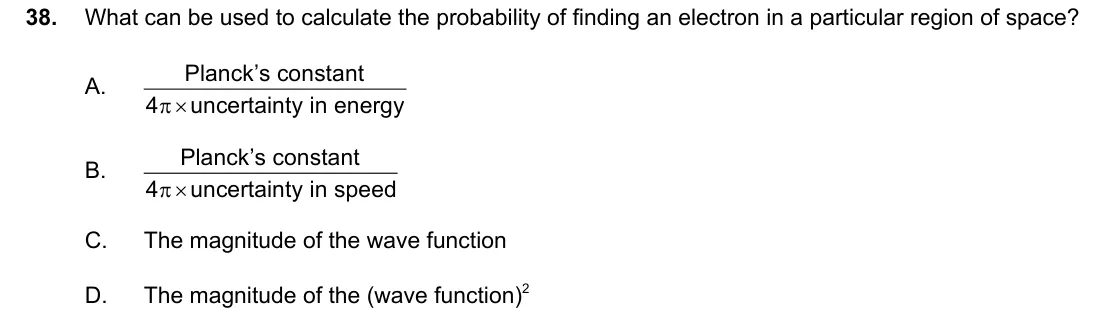 38. What can be used to calculate the probability of finding an electron in a particular region of space?
A. Planck's constant
4π × uncertainty in energy
B. Planck's constant
4π × uncertainty in speed
C. The magnitude of the wave function
D. The magnitude of the (wave function)²